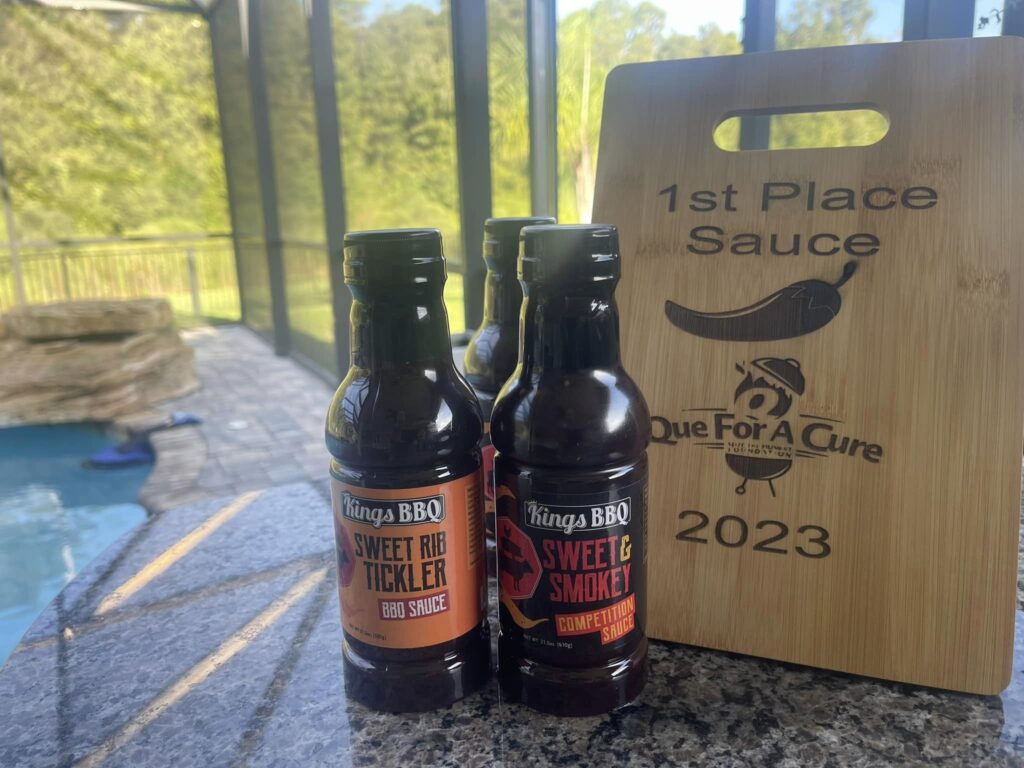 1st Place
Sauce
Que For A Cure
FOUNDATION
2023
Kings BBQ
SWEET RIB
TICKLER
BBQ SAUCE
Kings BBQ
SWEET &
SMOKEY
COMPETITION
SAUCE